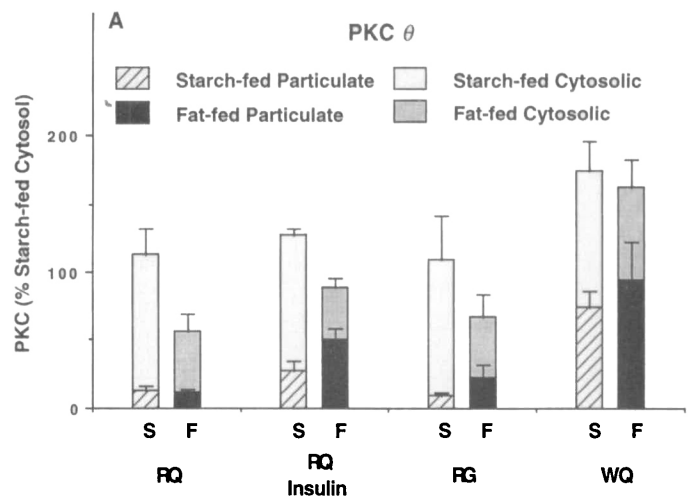 A
PKC θ
Starch-fed Particulate
Starch-fed Cytosolic
Fat-fed Particulate
Fat-fed Cytosolic
PKC (% Starch-fed Cytosol)
200
100
0
S F S F S F S F
RQ RQ RG WQ
Insulin